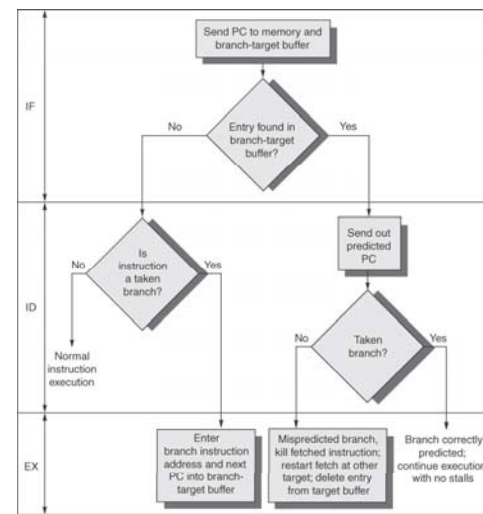 Send PC to memory and
branch-target buffer
IF
No
Entry found in
branch-target
buffer?
Yes
Send out
predicted
PC
Is
instruction
a taken
branch?
No
Yes
ID
No
Taken
branch?
Yes
Normal
instruction
execution
Enter
branch instruction
address and next
PC into branch-
target buffer
Mispredicted branch,
kill fetched instruction;
restart fetch at other
target; delete entry
from target buffer
Branch correctly
predicted;
continue execution
with no stalls
EX